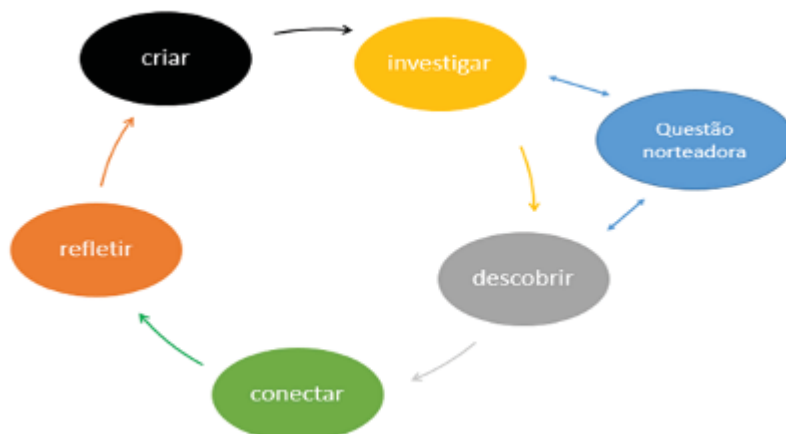 criar
investigar
Questão
norteadora
descobrir
conectar
refletir